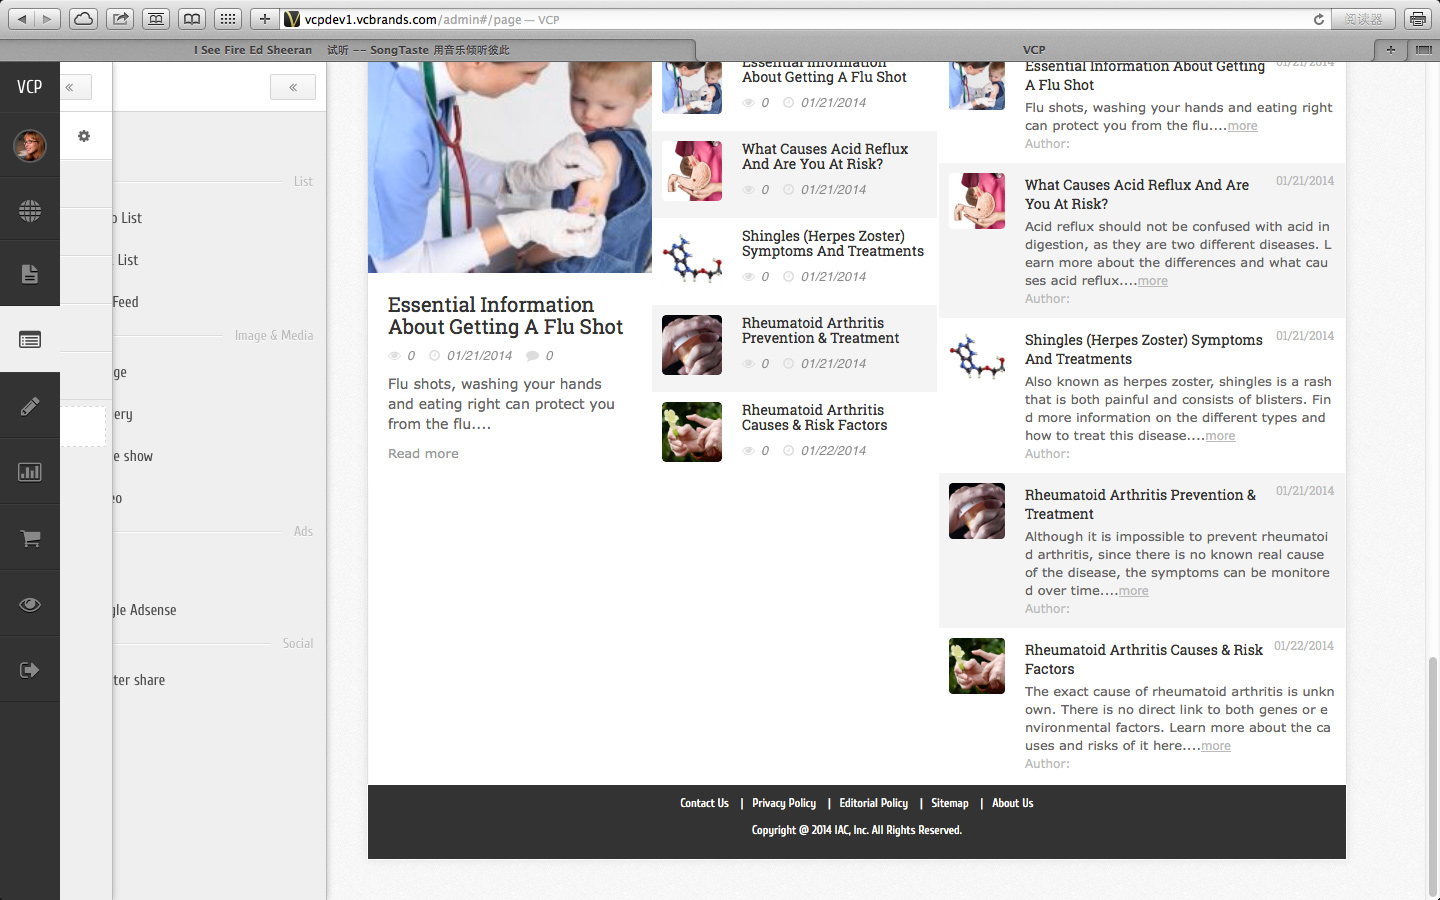 vcpdev1.vcbrands.com/admin#/page — VCP
阅读器
I See Fire Ed Sheeran 试听 -- SongTaste 用音乐倾听彼此
VCP
VCP
List
List
List
Feed
Image & Media
ge
ery
e show
eo
Ads
gle Adsense
Social
ter share
Essential Information
About Getting A Flu Shot
0 01/21/2014 0
Flu shots, washing your hands
and eating right can protect you
from the flu....
Read more
Essential Information
About Getting A Flu Shot
0 01/21/2014
What Causes Acid Reflux
And Are You At Risk?
0 01/21/2014
Shingles (Herpes Zoster)
Symptoms And Treatments
0 01/21/2014
Rheumatoid Arthritis
Prevention & Treatment
0 01/21/2014
Rheumatoid Arthritis
Causes & Risk Factors
0 01/22/2014
Essential Information About Getting 01/21/2014
A Flu Shot
Flu shots, washing your hands and eating right
can protect you from the flu....more
Author:
What Causes Acid Reflux And Are 01/21/2014
You At Risk?
Acid reflux should not be confused with acid in
digestion, as they are two different diseases. L
earn more about the differences and what cau
ses acid reflux....more
Author:
Shingles (Herpes Zoster) Symptoms 01/21/2014
And Treatments
Also known as herpes zoster, shingles is a rash
that is both painful and consists of blisters. Fin
d more information on the different types and
how to treat this disease....more
Author:
Rheumatoid Arthritis Prevention & 01/21/2014
Treatment
Although it is impossible to prevent rheumatoi
d arthritis, since there is no known real cause
of the disease, the symptoms can be monitore
d over time....more
Author:
Rheumatoid Arthritis Causes & Risk 01/22/2014
Factors
The exact cause of rheumatoid arthritis is unkn
own. There is no direct link to both genes or e
nvironmental factors. Learn more about the ca
uses and risks of it here....more
Author:
Contact Us | Privacy Policy | Editorial Policy | Sitemap | About Us
Copyright @ 2014 IAC, Inc. All Rights Reserved.